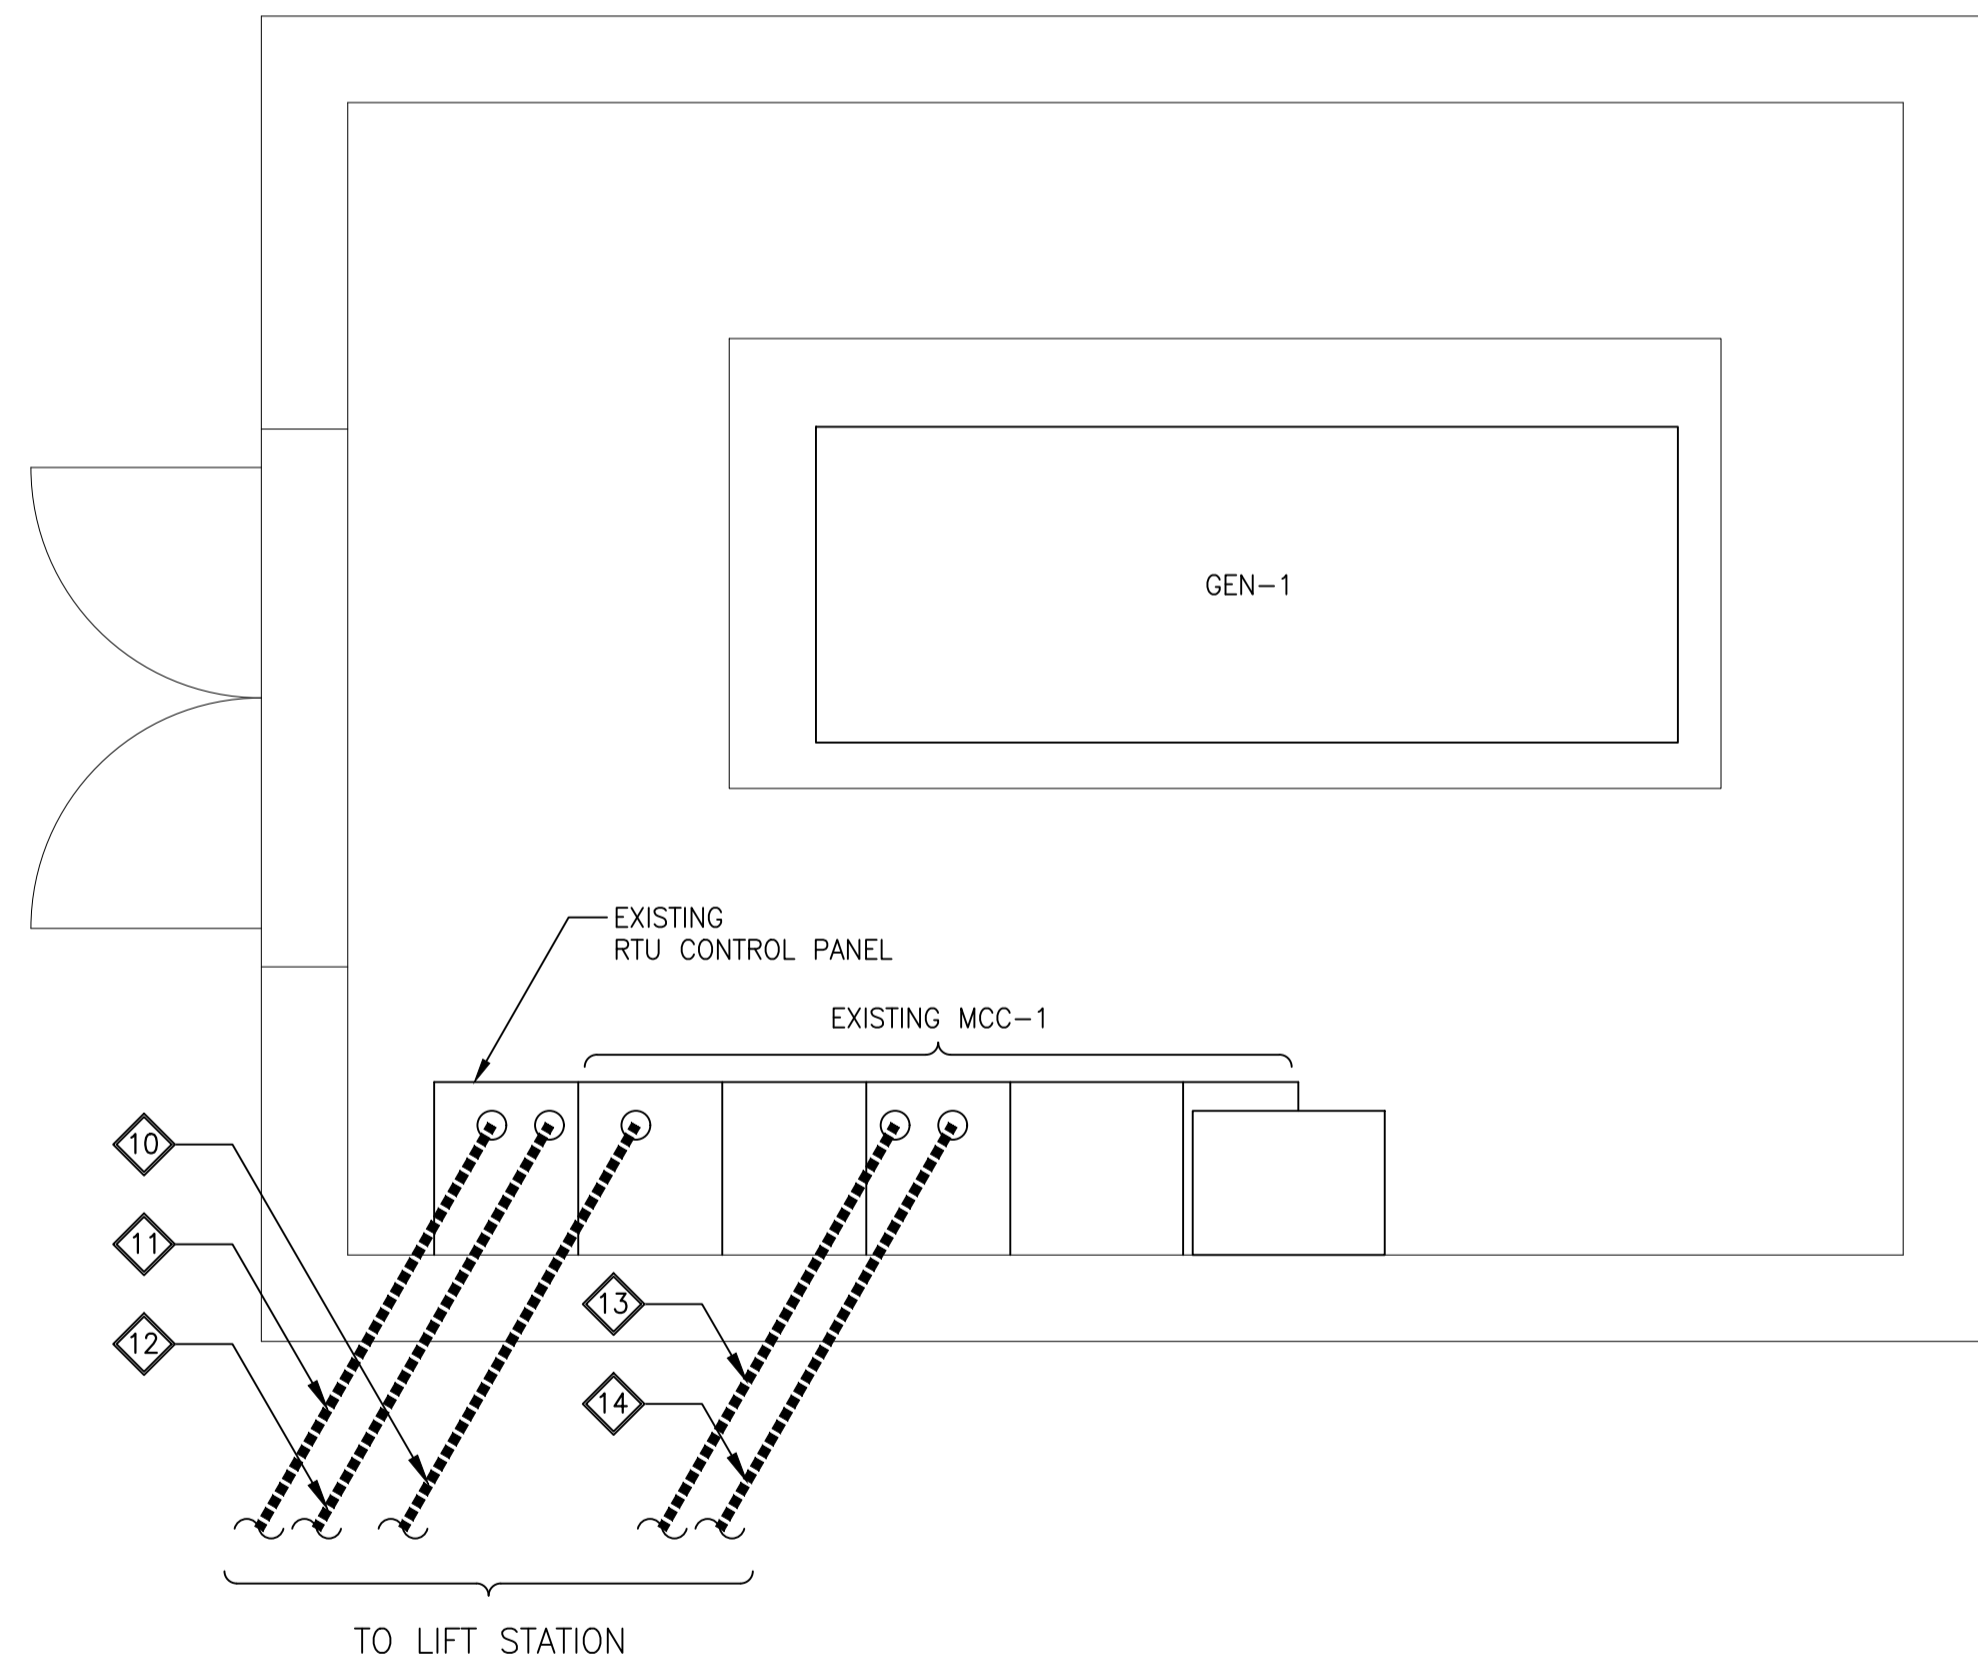 GEN-1
EXISTING
RTU CONTROL PANEL
EXISTING MCC-1
10
11
12
13
14
TO LIFT STATION